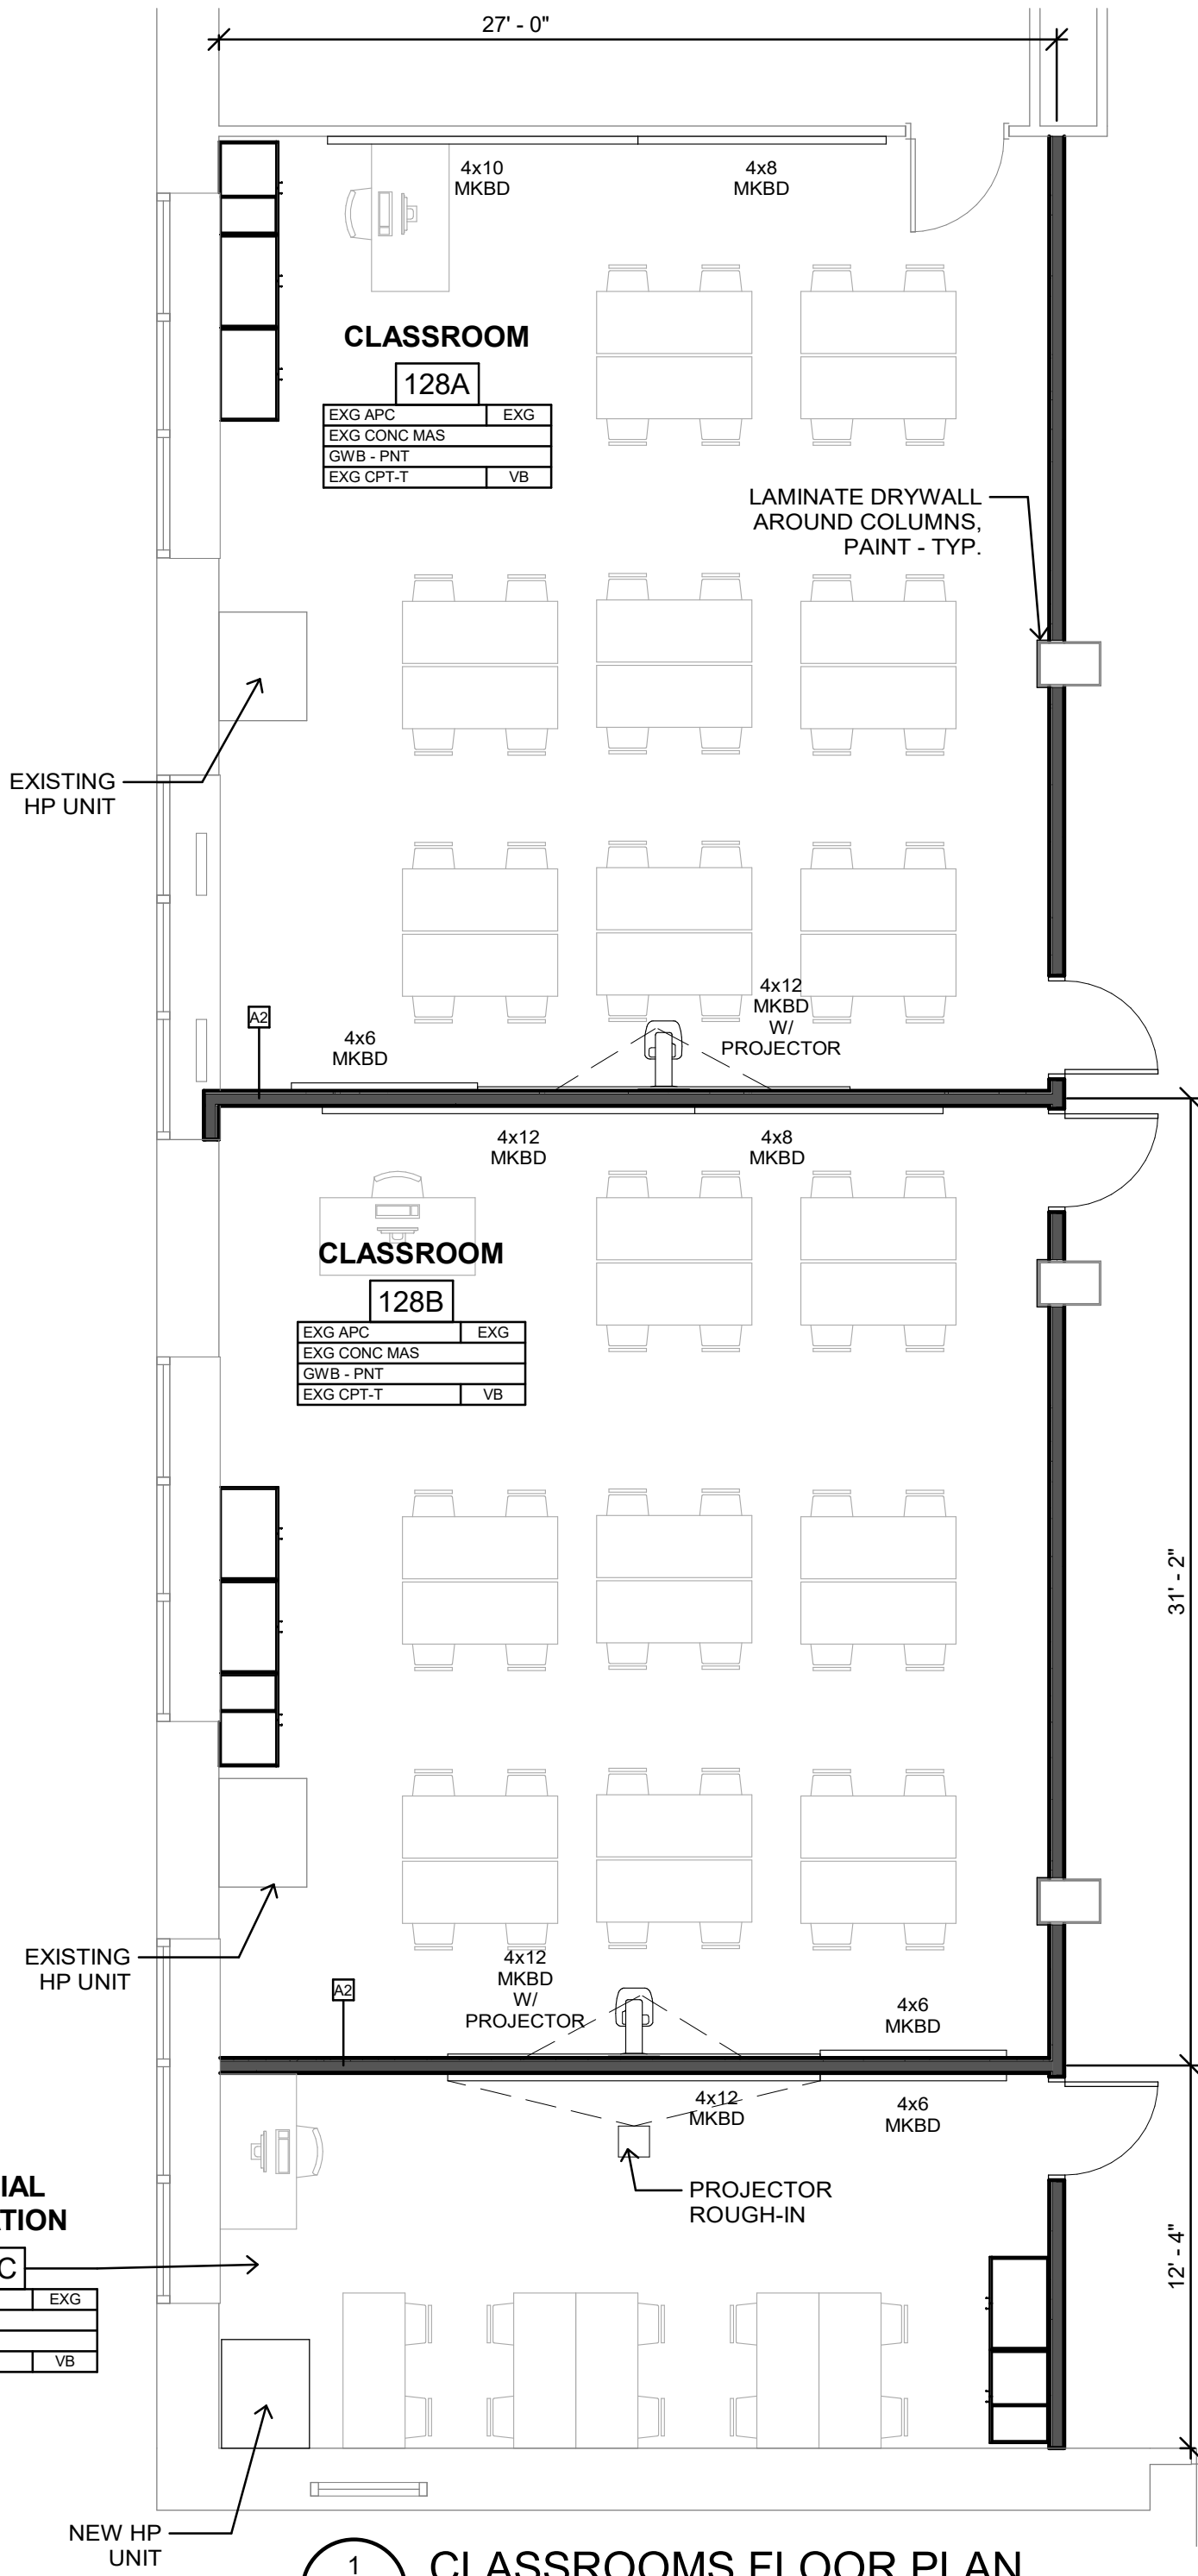 27' - 0"
4x10
MKBD
4x8
MKBD
CLASSROOM
128A
EXG APC EXG
EXG CONC MAS
GWB - PNT
EXG CPT-T VB
LAMINATE DRYWALL
AROUND COLUMNS,
PAINT - TYP.
EXISTING
HP UNIT
A2
4x6
MKBD
4x12
MKBD
W/
PROJECTOR
4x12
MKBD
4x8
MKBD
CLASSROOM
128B
EXG APC EXG
EXG CONC MAS
GWB - PNT
EXG CPT-T VB
31' - 2"
EXISTING
HP UNIT
A2
4x12
MKBD
W/
PROJECTOR
4x6
MKBD
4x12
MKBD
4x6
MKBD
PROJECTOR
ROUGH-IN
IAL
TION
C
EXG
VB
12' - 4"
NEW HP
UNIT
1
CLASSROOMS FLOOR PLAN